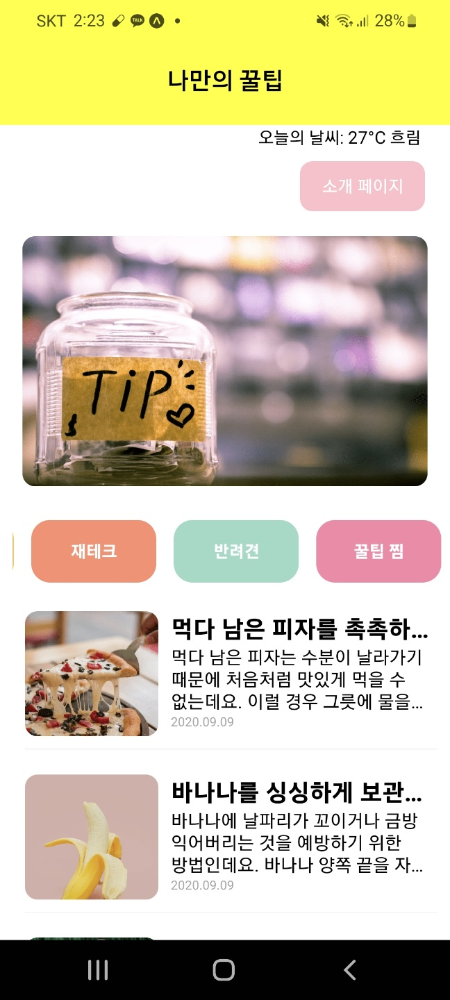 SKT 2:23 TALK 28%
나만의 꿀팁
오늘의 날씨: 27°C 흐림
소개 페이지
TiP
재테크
반려견
꿀팁 찜
먹다 남은 피자를 촉촉하...
먹다 남은 피자는 수분이 날라가기
때문에 처음처럼 맛있게 먹을 수
없는데요. 이럴 경우 그릇에 물을...
2020.09.09
바나나를 싱싱하게 보관...
바나나에 날파리가 꼬이거나 금방
익어버리는 것을 예방하기 위한
방법인데요. 바나나 양쪽 끝을 자...
2020.09.09